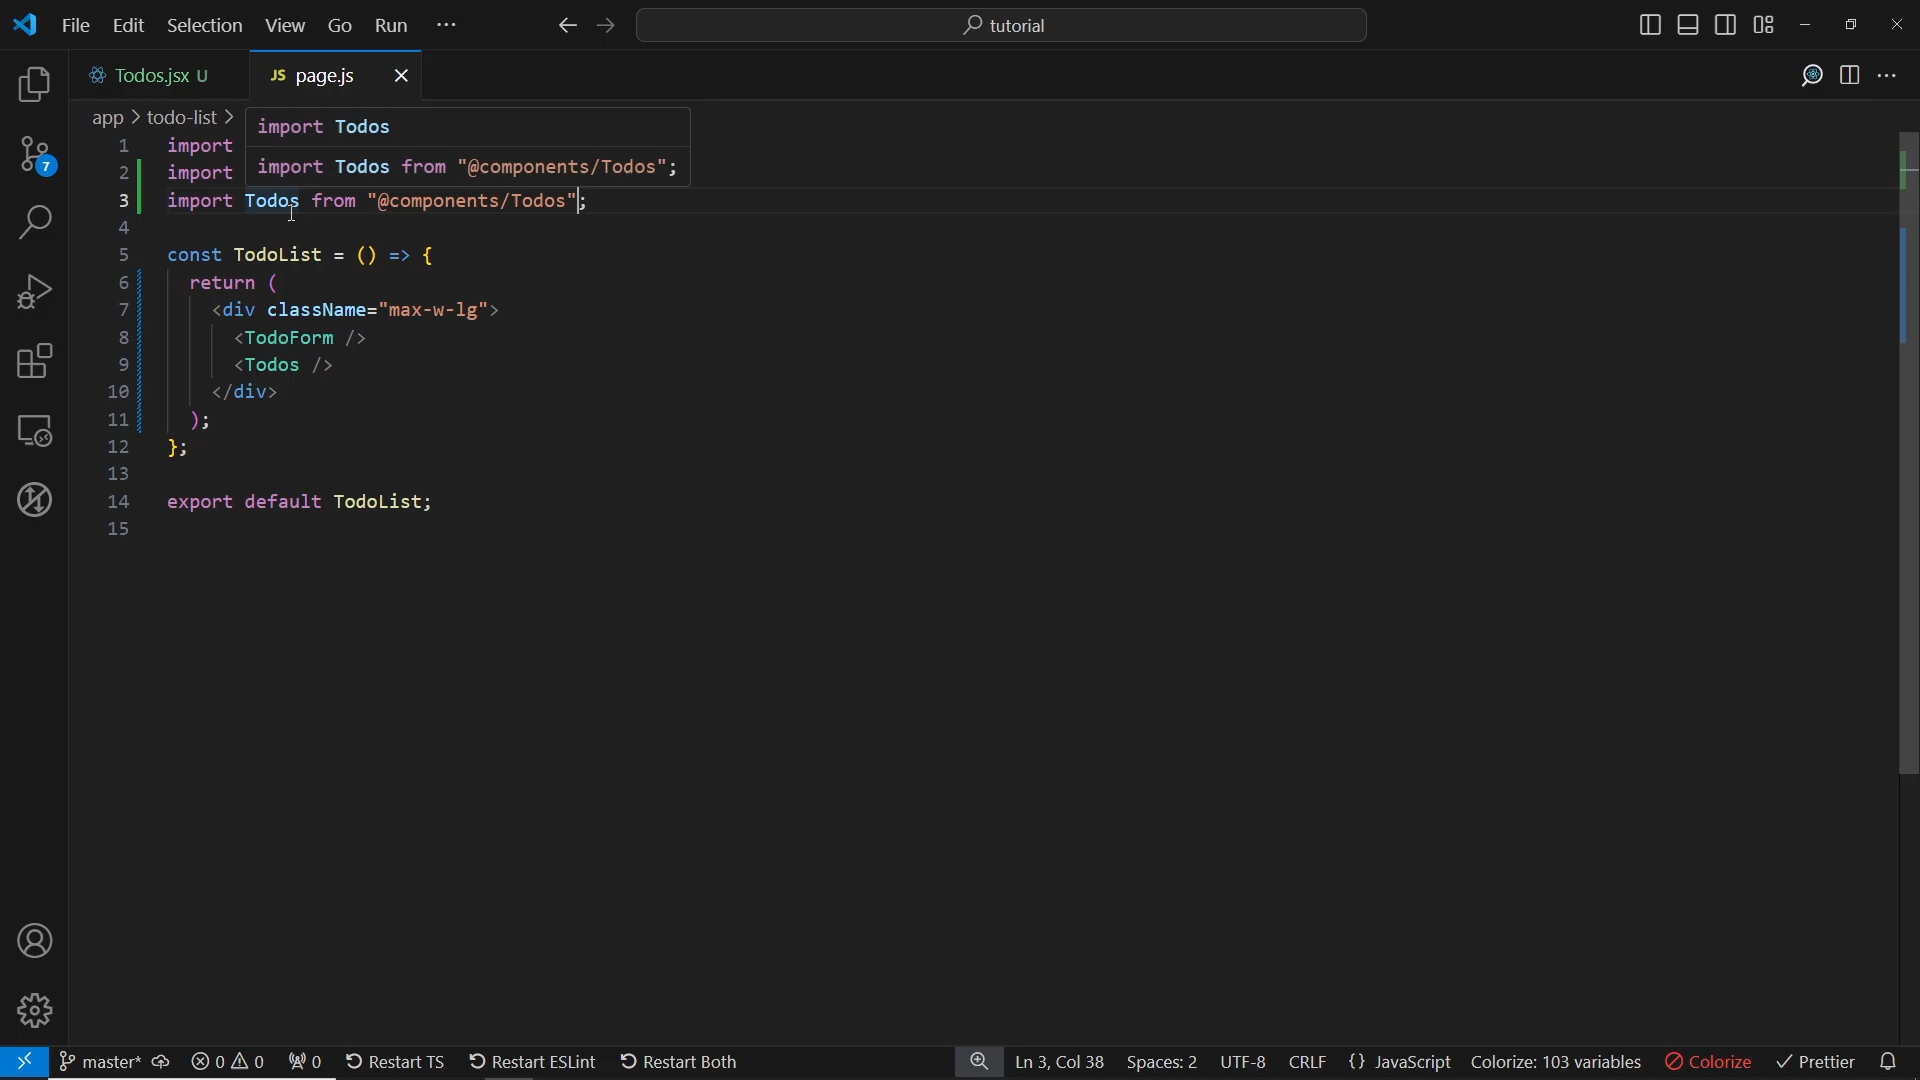 File Edit Selection View Go Run ··· tutorial
Todos.jsx U JS page.js
app > todo-list >
import Todos
import Todos from "@components/Todos";
1 import
2 import
3 import Todos from "@components/Todos";
4
5 const TodoList = () => {
6 return (
7 <div className="max-w-lg">
8 <TodoForm />
9 <Todos />
10 </div>
11 );
12 };
13
14 export default TodoList;
15
7
master* 0 0 0 Restart TS Restart ESLint Restart Both Ln 3, Col 38 Spaces: 2 UTF-8 CRLF {} JavaScript Colorize: 103 variables Colorize Prettier